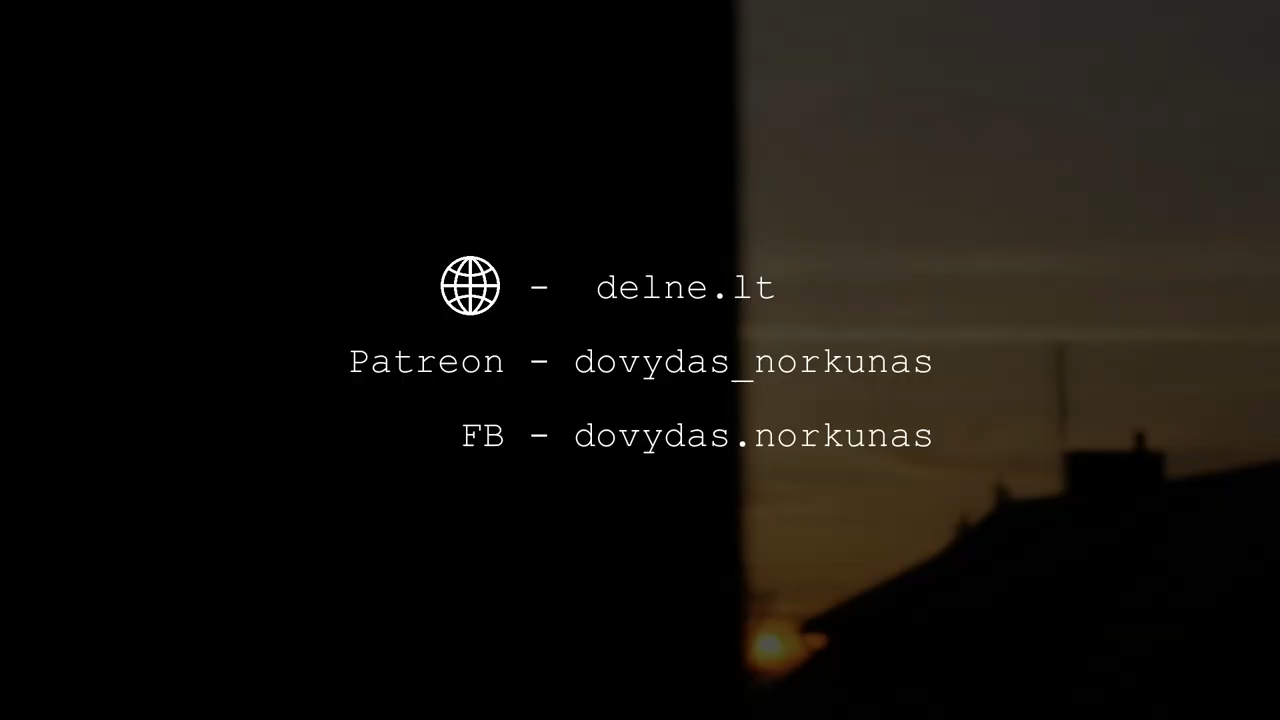 - delne.lt
Patreon - dovydas_norkunas
FB - dovydas.norkunas